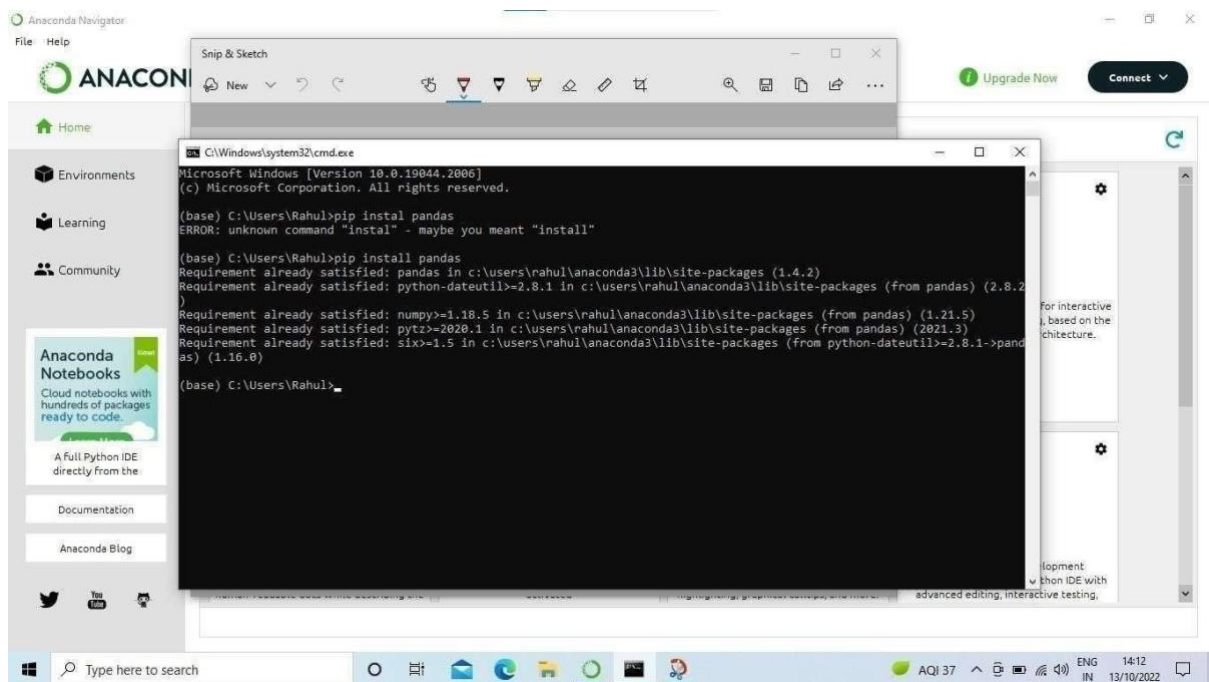 Anaconda Navigator
File Help
Snip & Sketch
ANACON
New
Upgrade Now
Connect
Home
Environments
Learning
Community
C:\Windows\system32\cmd.exe
Microsoft Windows [Version 10.0.19044.2006]
(c) Microsoft Corporation. All rights reserved.
(base) C:\Users\Rahul>pip instal pandas
ERROR: unknown command "instal" - maybe you meant "install"
(base) C:\Users\Rahul>pip install pandas
Requirement already satisfied: pandas in c:\users\rahul\anaconda3\lib\site-packages (1.4.2)
Requirement already satisfied: python-dateutil>=2.8.1 in c:\users\rahul\anaconda3\lib\site-packages (from pandas) (2.8.2
)
Requirement already satisfied: numpy>=1.18.5 in c:\users\rahul\anaconda3\lib\site-packages (from pandas) (1.21.5)
Requirement already satisfied: pytz>=2020.1 in c:\users\rahul\anaconda3\lib\site-packages (from pandas) (2021.3)
Requirement already satisfied: six>=1.5 in c:\users\rahul\anaconda3\lib\site-packages (from python-dateutil>=2.8.1->pand
as) (1.16.0)
(base) C:\Users\Rahul>
for interactive
, based on the
chitecture.
Anaconda
Notebooks
Cloud notebooks with
hundreds of packages
ready to code.
A full Python IDE
directly from the
Documentation
Anaconda Blog
You
Tube
lopment
thon IDE with
advanced editing, interactive testing,
Type here to search
AQI 37
ENG
IN
14:12
13/10/2022